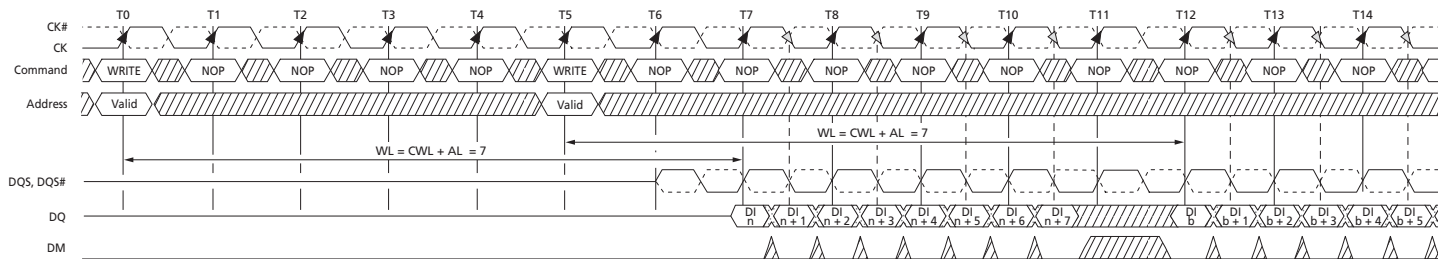 T0 T1 T2 T3 T4 T5 T6 T7 T8 T9 T10 T11 T12 T13 T14
CK#
CK
Command WRITE NOP NOP NOP NOP WRITE NOP NOP NOP NOP NOP NOP NOP NOP NOP
Address Valid Valid
WL = CWL + AL = 7
WL = CWL + AL = 7
DQS, DQS#
DQ DI n DI n + 1 DI n + 2 DI n + 3 DI n + 4 DI n + 5 DI n + 6 DI n + 7 DI b DI b + 1 DI b + 2 DI b + 3 DI b + 4 DI b + 5
DM